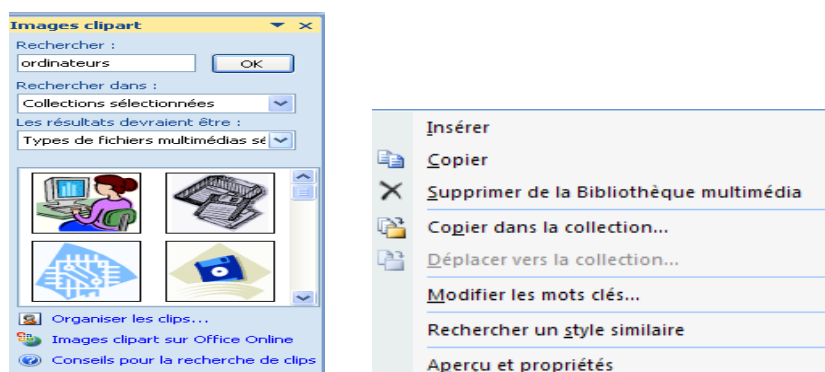 Images clipart
Rechercher :
ordinateurs
OK
Rechercher dans :
Collections sélectionnées
Les résultats devraient être :
Types de fichiers multimédias sé
Organiser les clips...
Images clipart sur Office Online
Conseils pour la recherche de clips
Insérer
Copier
Supprimer de la Bibliothèque multimédia
Copier dans la collection...
Déplacer vers la collection...
Modifier les mots clés...
Rechercher un style similaire
Aperçu et propriétés